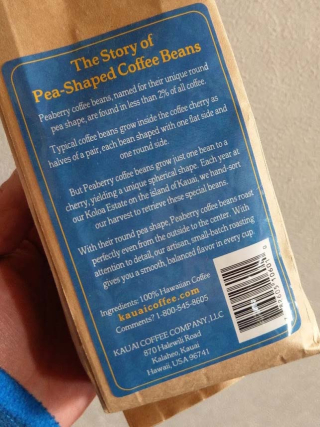 The Story of
Pea-Shaped Coffee Beans
Peaberry coffee beans, named for their unique round
pea shape, are found in less than 2% of all coffee.
Typical coffee beans grow inside the coffee cherry as
halves of a pair, each bean shaped with one flat side and
one round side.
But Peaberry coffee beans grow just one bean to a
cherry, yielding a unique spherical shape. Each year at
our Koloa Estate on the island of Kauai, we hand-sort
our harvest to retrieve these special beans.
With their round pea shape, Peaberry coffee beans roast
perfectly even from the outside to the center. With
attention to detail, our artisan, small-batch roasting
gives you a smooth, balanced flavor in every cup.
Ingredients: 100% Hawaiian Coffee
kauaicoffee.com
Comments? 1-800-545-8605
KAUAI COFFEE COMPANY, LLC
870 Halewili Road
Kalaheo, Kauai
Hawaii, USA 96741